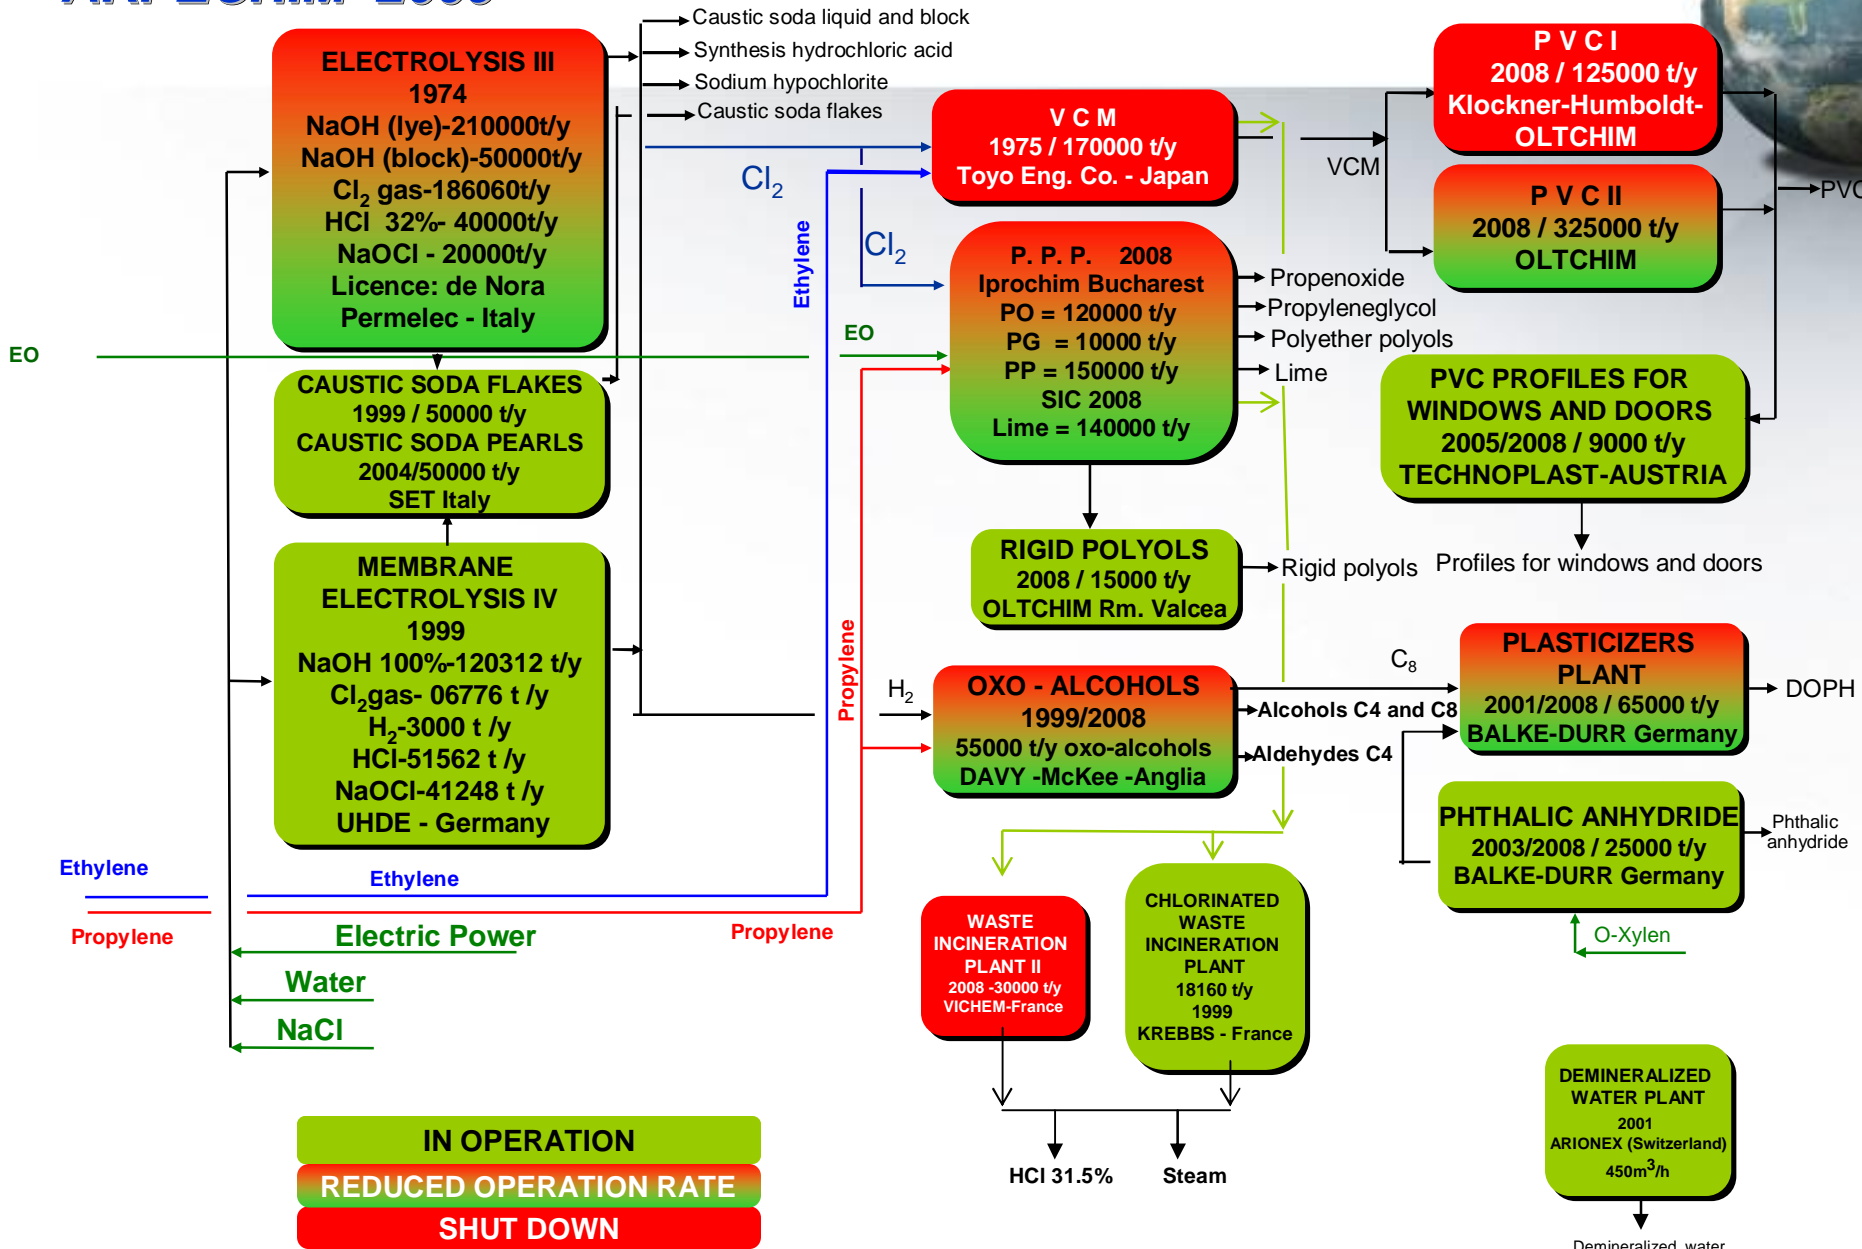 Caustic soda liquid and block
Synthesis hydrochloric acid
Sodium hypochlorite
Caustic soda flakes
ELECTROLYSIS III
1974
NaOH (lye)-210000t/y
NaOH (block)-50000t/y
Cl2 gas-186060t/y
HCl 32%- 40000t/y
NaOCl - 20000t/y
Licence: de Nora
Permelec - Italy
EO
CAUSTIC SODA FLAKES
1999 / 50000 t/y
CAUSTIC SODA PEARLS
2004/50000 t/y
SET Italy
MEMBRANE
ELECTROLYSIS IV
1999
NaOH 100%-120312 t/y
Cl2gas- 06776 t /y
H2-3000 t /y
HCl-51562 t /y
NaOCl-41248 t /y
UHDE - Germany
Ethylene
Ethylene
Propylene
Propylene
Electric Power
Water
NaCl
Cl2
Cl2
Ethylene
EO
Propylene
H2
V C M
1975 / 170000 t/y
Toyo Eng. Co. - Japan
P. P. P. 2008
Iprochim Bucharest
PO = 120000 t/y
PG = 10000 t/y
PP = 150000 t/y
SIC 2008
Lime = 140000 t/y
Propenoxide
Propyleneglycol
Polyether polyols
Lime
RIGID POLYOLS
2008 / 15000 t/y
OLTCHIM Rm. Valcea
Rigid polyols
OXO - ALCOHOLS
1999/2008
55000 t/y oxo-alcohols
DAVY -McKee -Anglia
C8
Alcohols C4 and C8
Aldehydes C4
VCM
P V C I
2008 / 125000 t/y
Klockner-Humboldt-
OLTCHIM
P V C II
2008 / 325000 t/y
OLTCHIM
PVC
PVC PROFILES FOR
WINDOWS AND DOORS
2005/2008 / 9000 t/y
TECHNOPLAST-AUSTRIA
Profiles for windows and doors
PLASTICIZERS
PLANT
2001/2008 / 65000 t/y
BALKE-DURR Germany
DOPH
PHTHALIC ANHYDRIDE
2003/2008 / 25000 t/y
BALKE-DURR Germany
Phthalic
anhydride
O-Xylen
WASTE
INCINERATION
PLANT II
2008 -30000 t/y
VICHEM-France
CHLORINATED
WASTE
INCINERATION
PLANT
18160 t/y
1999
KREBBS - France
HCl 31.5%
Steam
DEMINERALIZED
WATER PLANT
2001
ARIONEX (Switzerland)
450m3/h
Demineralized water
IN OPERATION
REDUCED OPERATION RATE
SHUT DOWN